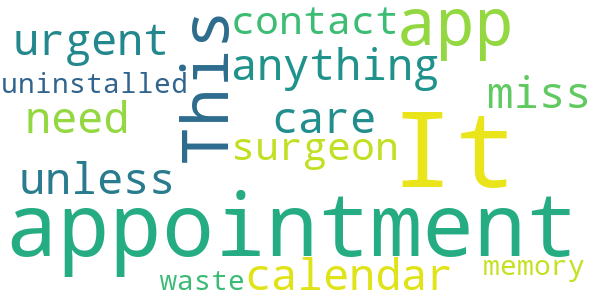 contact app
urgent This anything
uninstalled miss
need care It
surgeon
unless
appointment
waste calendar memory